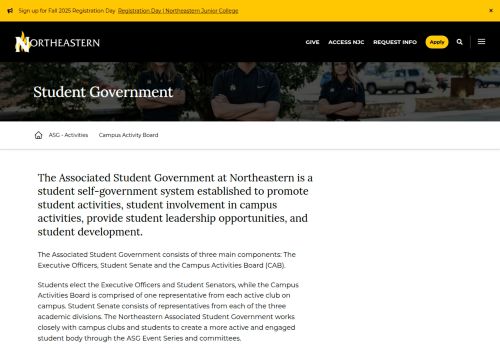 Sign up for Fall 2025 Registration Day Registration Day | Northeastern Junior College ×
NORTHEASTERN GIVE ACCESS NJC REQUEST INFO Apply
Student Government
ASG - Activities Campus Activity Board
The Associated Student Government at Northeastern is a
student self-government system established to promote
student activities, student involvement in campus
activities, provide student leadership opportunities, and
student development.
The Associated Student Government consists of three main components: The
Executive Officers, Student Senate and the Campus Activities Board (CAB).
Students elect the Executive Officers and Student Senators, while the Campus
Activities Board is comprised of one representative from each active club on
campus. Student Senate consists of representatives from each of the three
academic divisions. The Northeastern Associated Student Government works
closely with campus clubs and students to create a more active and engaged
student body through the ASG Event Series and committees.